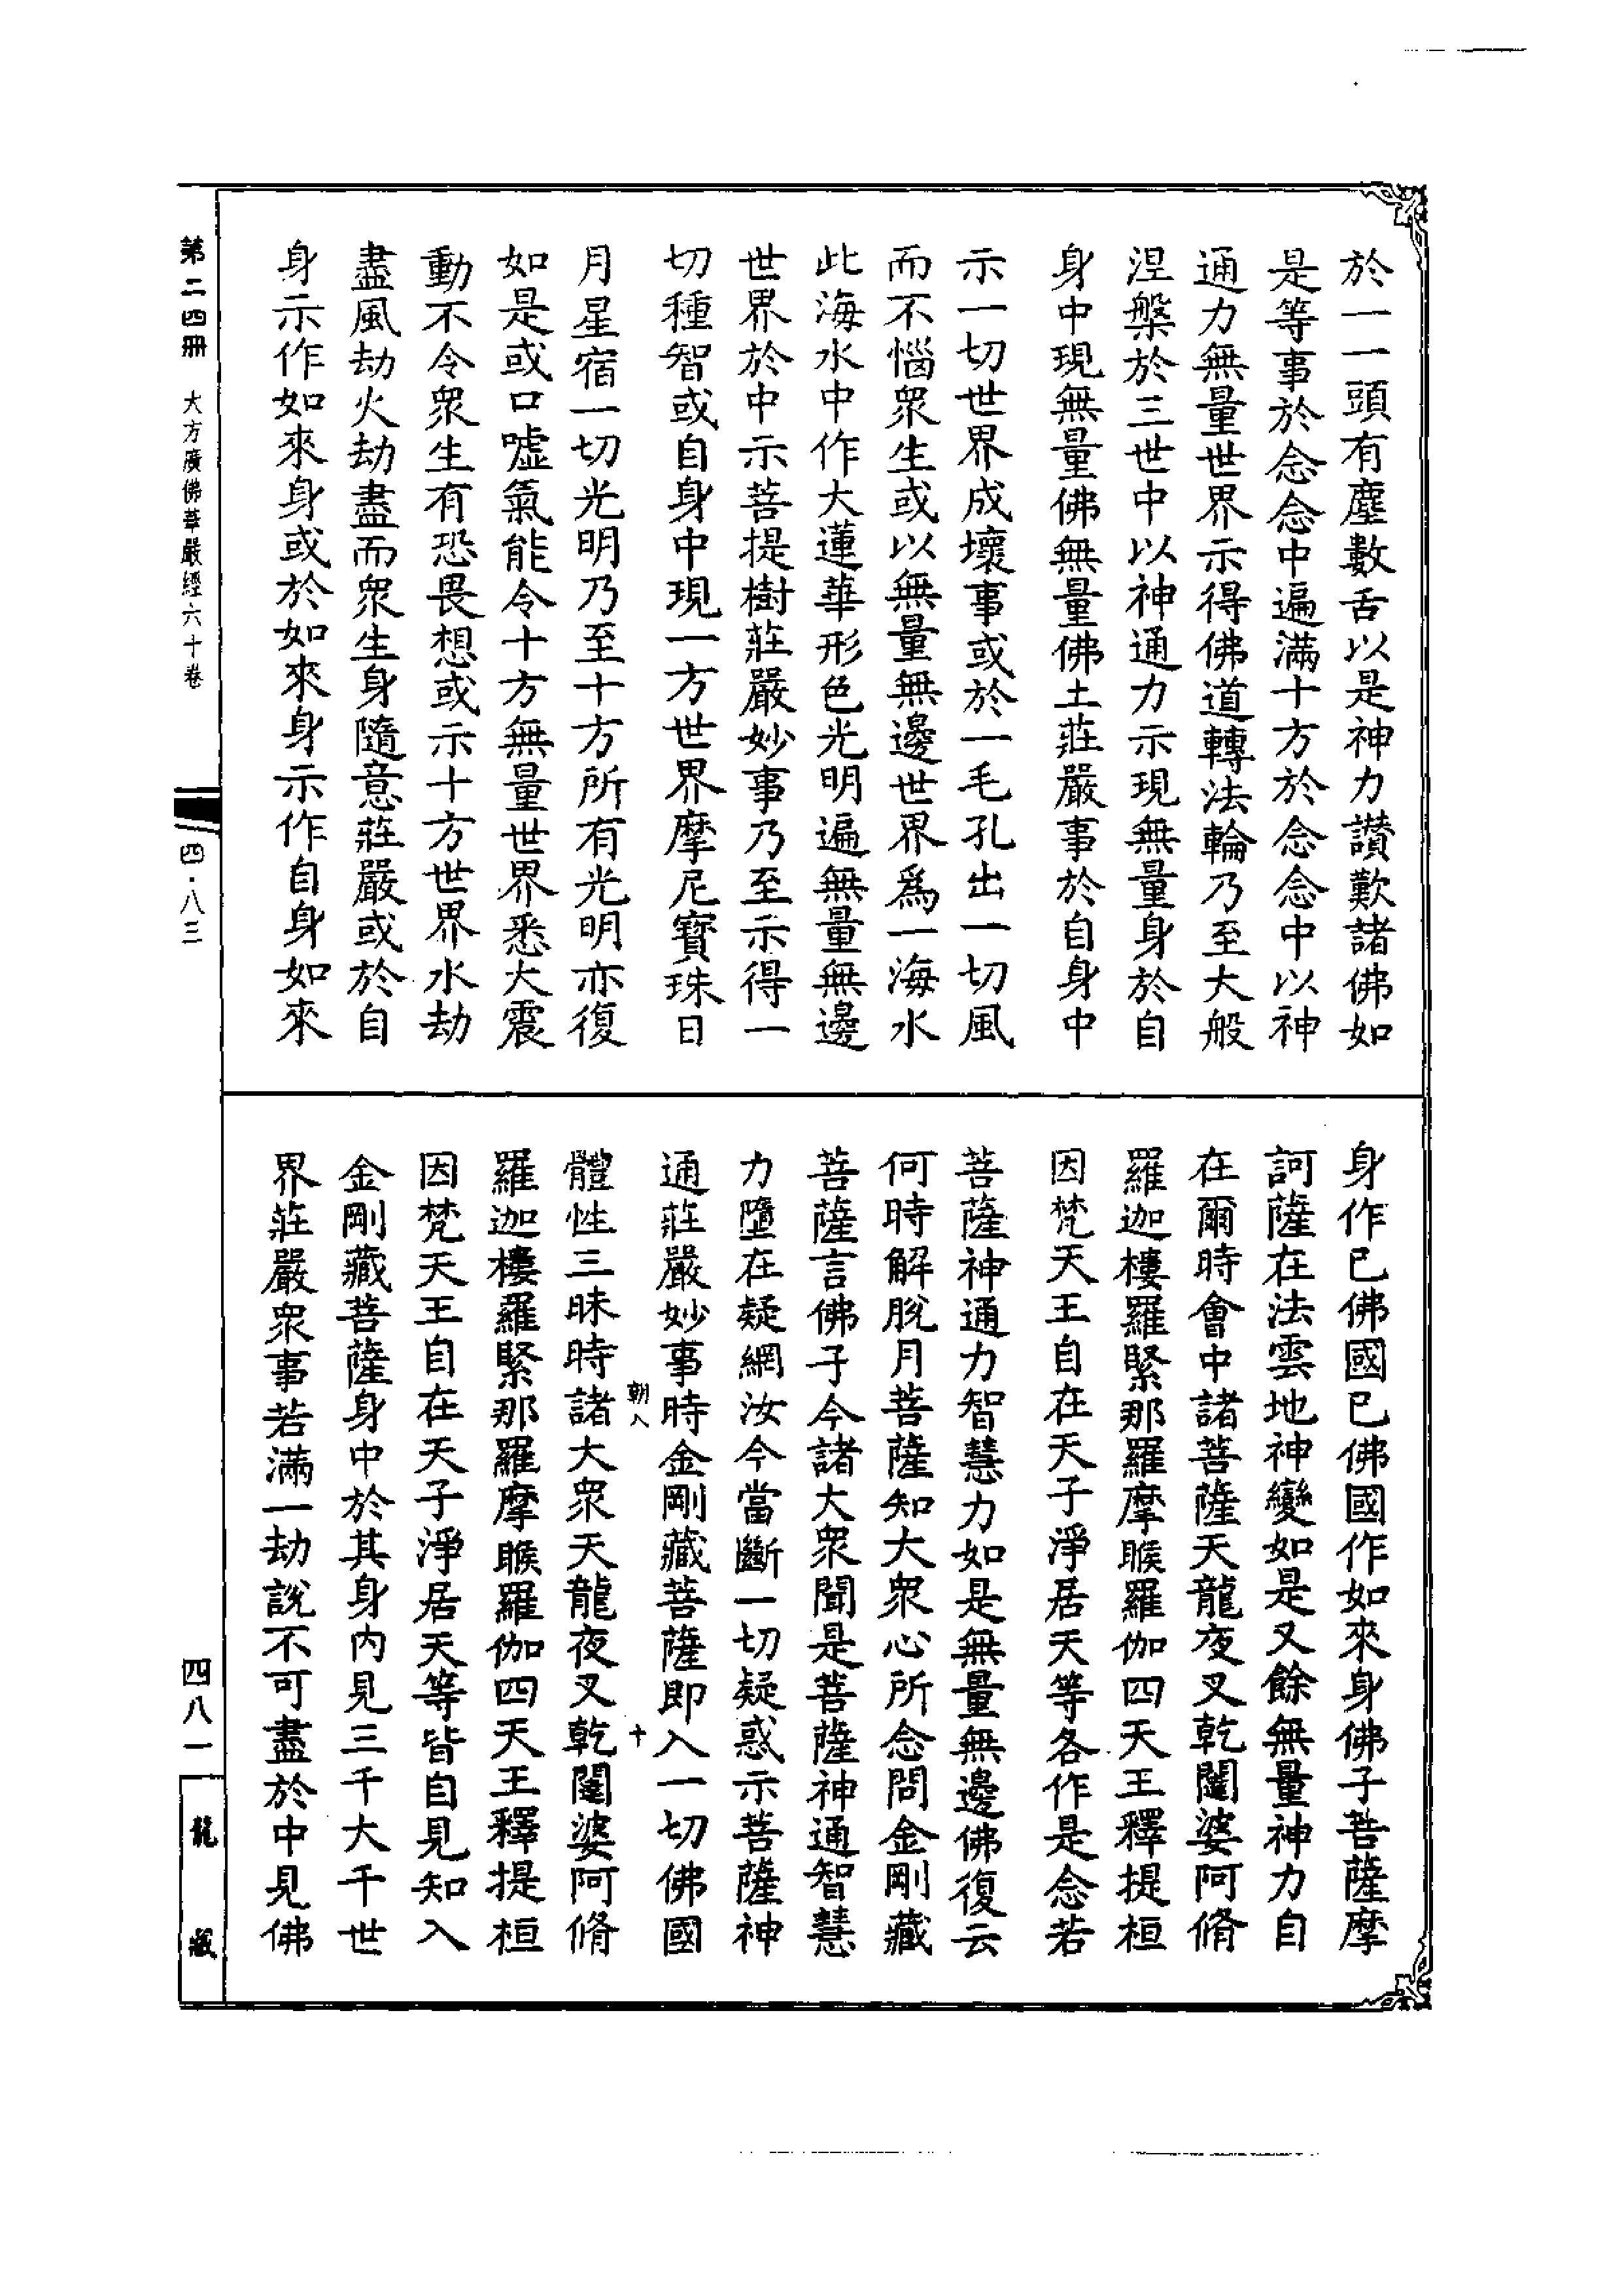 於一一頭有塵數舌以是神力讃歎諸佛如
是等事於念念中遍滿十方於念念中以神
通力無量世界示得佛道轉法輪乃至大般
涅槃於三世中以神通力示現無量身於自
身中現無量佛無量佛土莊嚴事於自身中
示一切世界成壞事或於一毛孔出一切風
而不惱眾生或以無量無邊世界爲一海水
此海水中作大蓮華形色光明遍無量無邊
世界於中示菩提樹莊嚴妙事乃至示得一
切種智或自身中現一方世界摩尼寶珠日
月星宿一切光明乃至十方所有光明亦復
如是或口噓氣能令十方無量世界悉大震
動不令眾生有恐畏想或示十方世界水劫
盡風劫火劫盡而眾生身隨意莊嚴或於自
身示作如來身或於如來身示作自身如來
身作已佛國已佛國作如來身佛子菩薩摩
訶薩在法雲地神變如是又餘無量神力自
在爾時會中諸菩薩天龍夜叉乾闥婆阿脩
羅迦樓羅緊那羅摩睺羅伽四天王釋提桓
因梵天王自在天子淨居天等各作是念若
菩薩神通力智慧力如是無量無邊佛復云
何時解脫月菩薩知大眾心所念問金剛藏
菩薩言佛子今諸大眾聞是菩薩神通智慧
力墮在疑網汝今當斷一切疑惑示菩薩神
通莊嚴妙事時金剛藏菩薩即入一切佛國
朝八
十
體性三昧時諸大眾天龍夜叉乾闥婆阿脩
羅迦樓羅緊那羅摩睺羅伽四天王釋提桓
因梵天王自在天子淨居天等皆自見知入
金剛藏菩薩身中於其身內見三千大千世
界莊嚴眾事若滿一劫說不可盡於中見佛
第二四冊 大方廣佛華嚴經六十卷 四·八三
四八一
龍藏